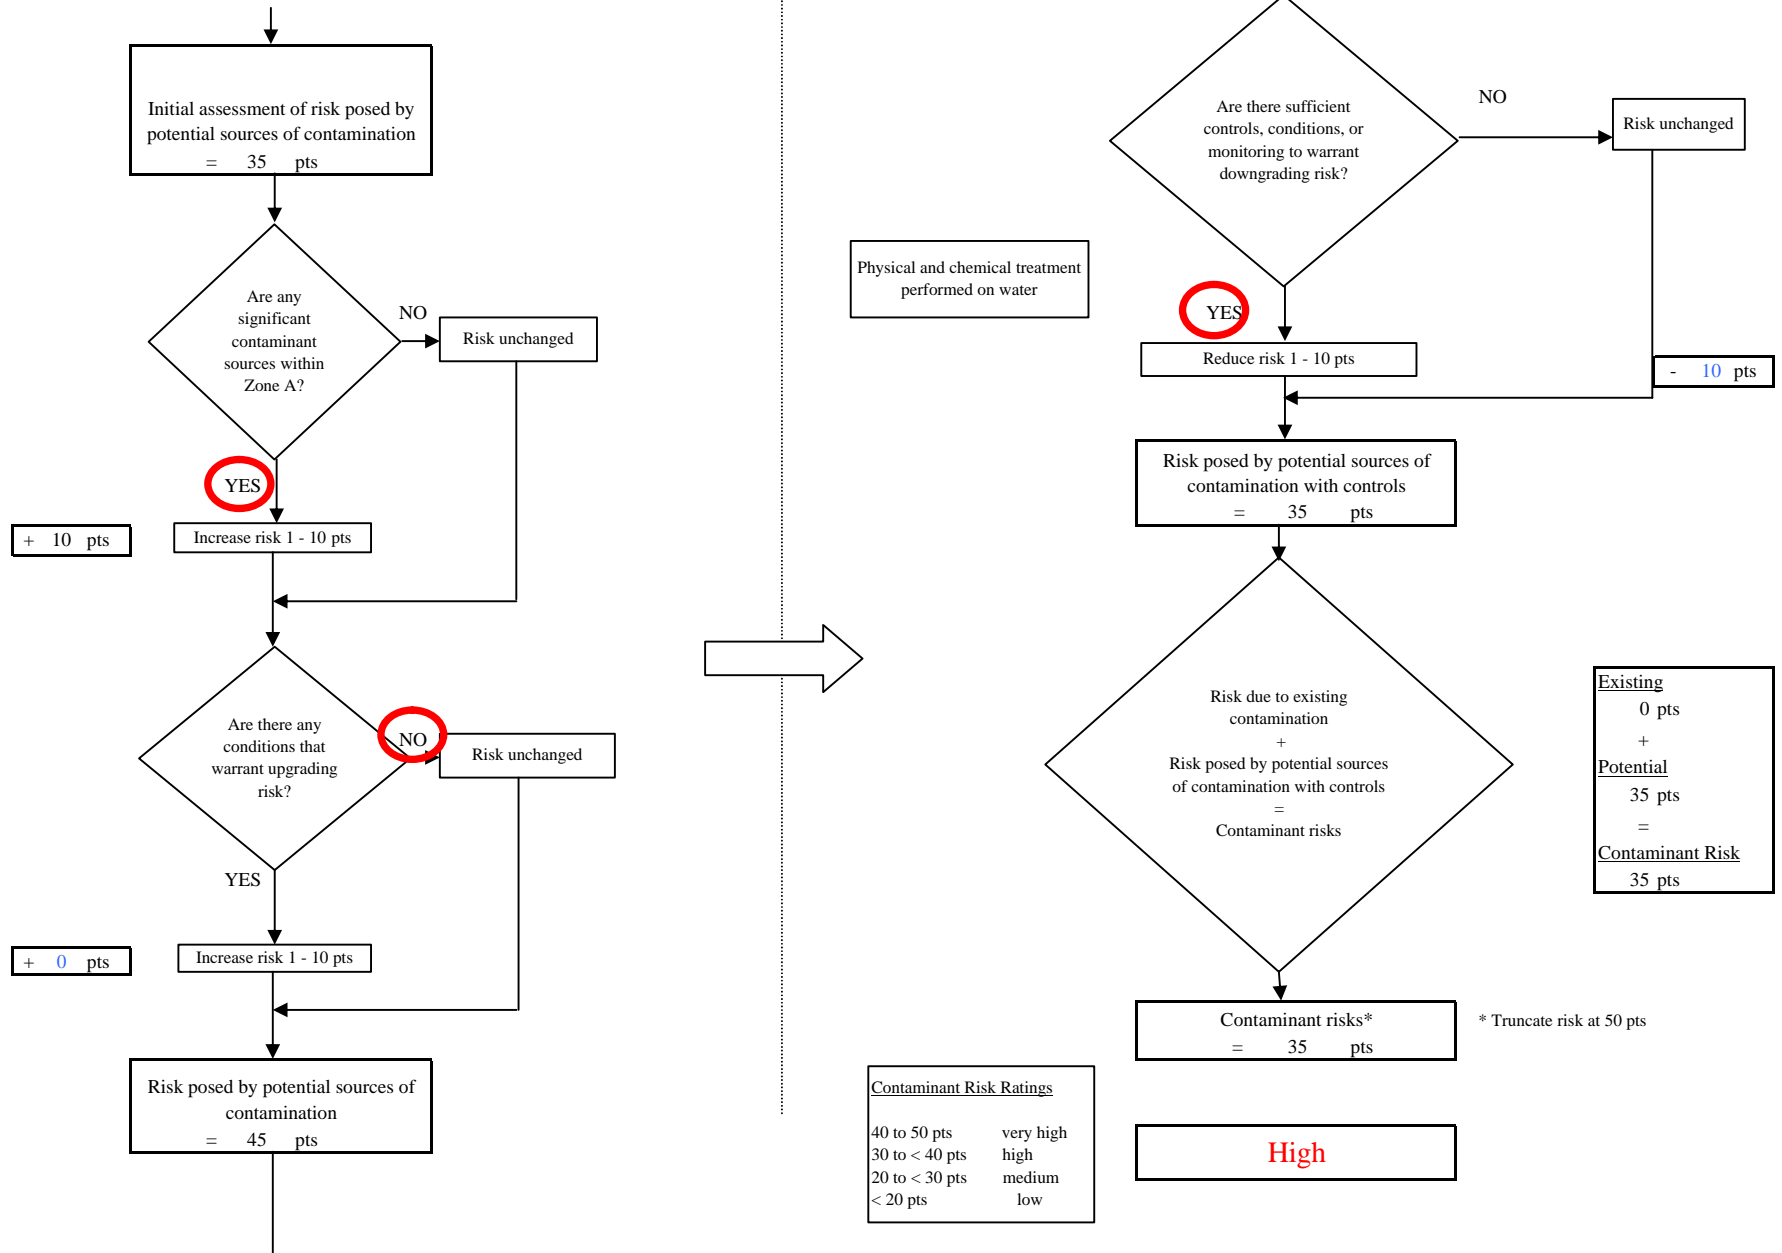 Initial assessment of risk posed by
potential sources of contamination
= 35 pts
Are any
significant
contaminant
sources within
Zone A?
NO
Risk unchanged
YES
+ 10 pts
Increase risk 1 - 10 pts
Are there any
conditions that
warrant upgrading
risk?
NO
Risk unchanged
YES
+ 0 pts
Increase risk 1 - 10 pts
Risk posed by potential sources of
contamination
= 45 pts
Are there sufficient
controls, conditions, or
monitoring to warrant
downgrading risk?
NO
Risk unchanged
Physical and chemical treatment
performed on water
YES
Reduce risk 1 - 10 pts
- 10 pts
Risk posed by potential sources of
contamination with controls
= 35 pts
Risk due to existing
contamination
+
Risk posed by potential sources
of contamination with controls
=
Contaminant risks
Existing
0 pts
+
Potential
35 pts
=
Contaminant Risk
35 pts
Contaminant risks*
= 35 pts
* Truncate risk at 50 pts
Contaminant Risk Ratings
40 to 50 pts very high
30 to < 40 pts high
20 to < 30 pts medium
< 20 pts low
High